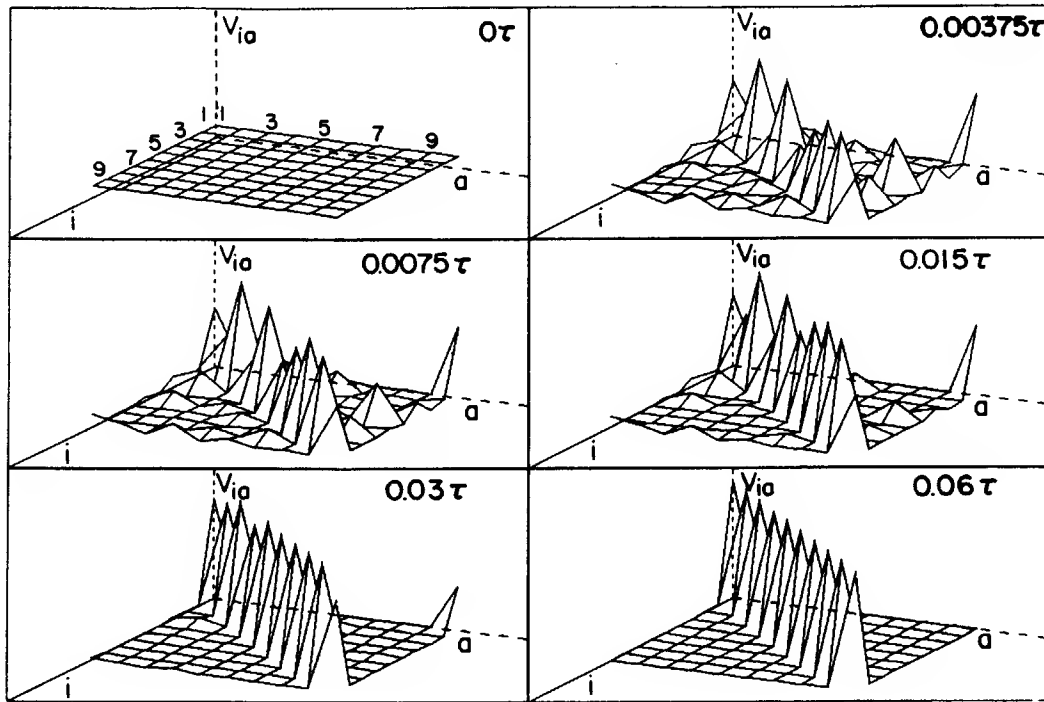 V_ia
0τ
1 1 3 5 7 9
3
5
7
9
a
i
V_ia
0.00375τ
a
i
V_ia
0.0075τ
a
i
V_ia
0.015τ
a
i
V_ia
0.03τ
a
i
V_ia
0.06τ
a
i